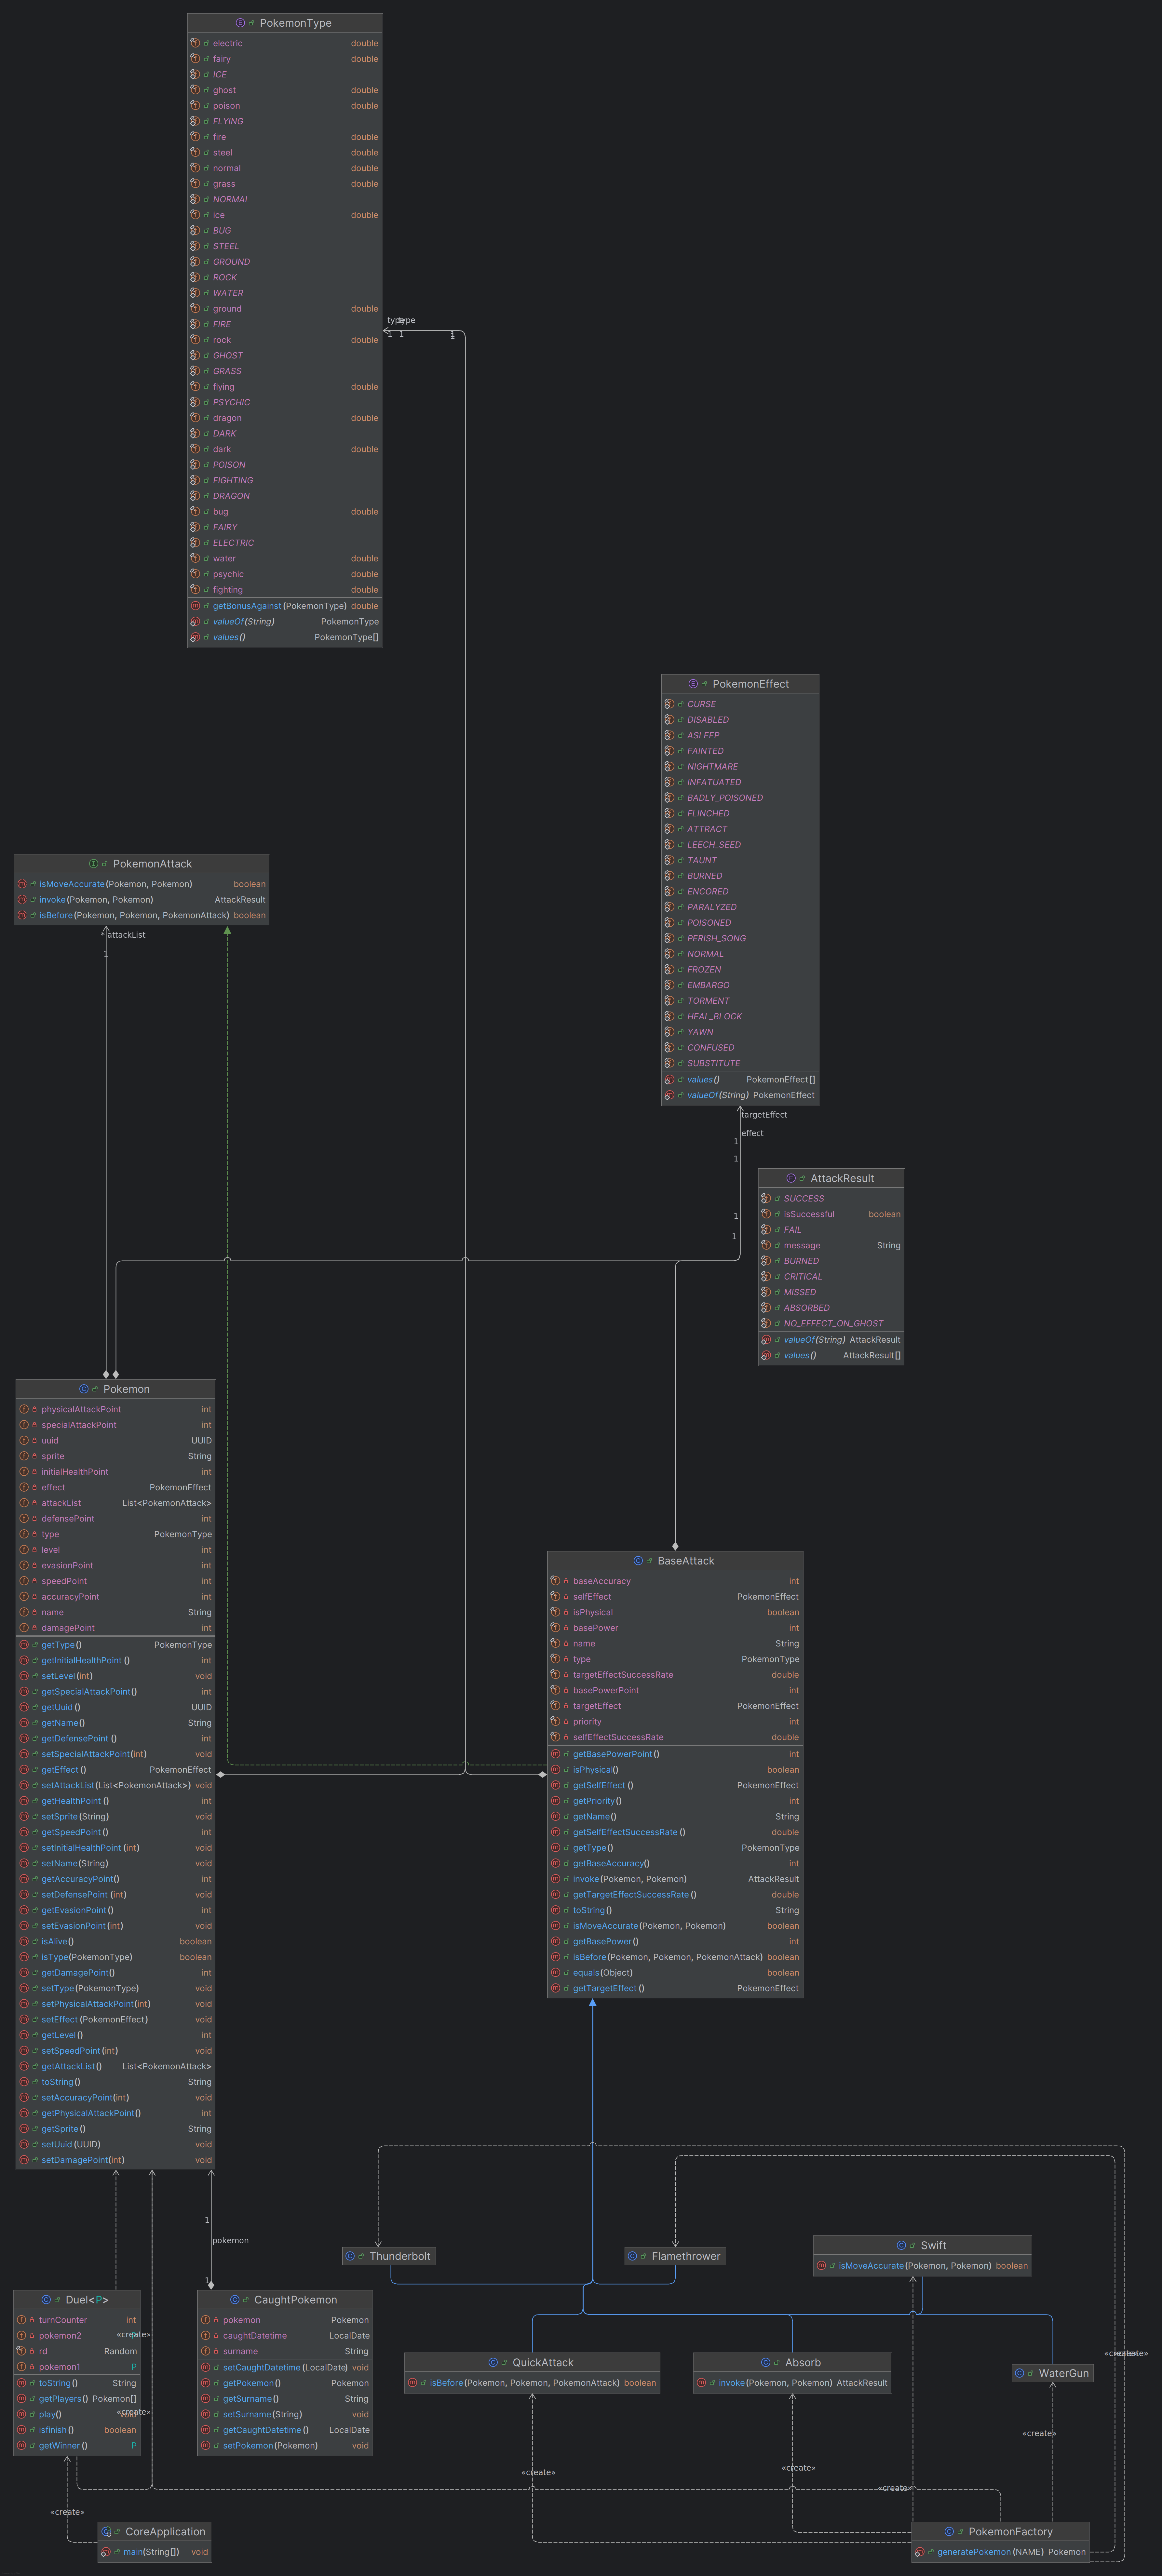 PokemonType
electric double
fairy double
ICE
ghost double
poison double
FLYING
fire double
steel double
normal double
grass double
NORMAL
ice double
BUG
STEEL
GROUND
ROCK
WATER
ground double
FIRE
rock double
GHOST
GRASS
flying double
PSYCHIC
dragon double
DARK
dark double
POISON
FIGHTING
DRAGON
bug double
FAIRY
ELECTRIC
water double
psychic double
fighting double
getBonusAgainst(PokemonType) double
valueOf(String) PokemonType
values() PokemonType[]
type
type
1
1
1
1
PokemonEffect
CURSE
DISABLED
ASLEEP
FAINTED
NIGHTMARE
INFATUATED
BADLY_POISONED
FLINCHED
ATTRACT
LEECH_SEED
TAUNT
BURNED
ENCORED
PARALYZED
POISONED
PERISH_SONG
NORMAL
FROZEN
EMBARGO
TORMENT
HEAL_BLOCK
YAWN
CONFUSED
SUBSTITUTE
values() PokemonEffect[]
valueOf(String) PokemonEffect
targetEffect
effect
1
1
1
1
PokemonAttack
isMoveAccurate(Pokemon, Pokemon) boolean
invoke(Pokemon, Pokemon) AttackResult
isBefore(Pokemon, Pokemon, PokemonAttack) boolean
* attackList
1
AttackResult
SUCCESS
isSuccessful boolean
FAIL
message String
BURNED
CRITICAL
MISSED
ABSORBED
NO_EFFECT_ON_GHOST
valueOf(String) AttackResult
values() AttackResult[]
Pokemon
physicalAttackPoint int
specialAttackPoint int
uuid UUID
sprite String
initialHealthPoint int
effect PokemonEffect
attackList List<PokemonAttack>
defensePoint int
type PokemonType
level int
evasionPoint int
speedPoint int
accuracyPoint int
name String
damagePoint int
getType() PokemonType
getInitialHealthPoint() int
setLevel(int) void
getSpecialAttackPoint() int
getUuid() UUID
getName() String
getDefensePoint() int
setSpecialAttackPoint(int) void
getEffect() PokemonEffect
setAttackList(List<PokemonAttack>) void
getHealthPoint() int
setSprite(String) void
getSpeedPoint() int
setInitialHealthPoint(int) void
setName(String) void
getAccuracyPoint() int
setDefensePoint(int) void
getEvasionPoint() int
setEvasionPoint(int) void
isAlive() boolean
isType(PokemonType) boolean
getDamagePoint() int
setType(PokemonType) void
setPhysicalAttackPoint(int) void
setEffect(PokemonEffect) void
getLevel() int
setSpeedPoint(int) void
getAttackList() List<PokemonAttack>
toString() String
setAccuracyPoint(int) void
getPhysicalAttackPoint() int
getSprite() String
setUuid(UUID) void
setDamagePoint(int) void
BaseAttack
baseAccuracy int
selfEffect PokemonEffect
isPhysical boolean
basePower int
name String
type PokemonType
targetEffectSuccessRate double
basePowerPoint int
targetEffect PokemonEffect
priority int
selfEffectSuccessRate double
getBasePowerPoint() int
isPhysical() boolean
getSelfEffect() PokemonEffect
getPriority() int
getName() String
getSelfEffectSuccessRate() double
getType() PokemonType
getBaseAccuracy() int
invoke(Pokemon, Pokemon) AttackResult
getTargetEffectSuccessRate() double
toString() String
isMoveAccurate(Pokemon, Pokemon) boolean
getBasePower() int
isBefore(Pokemon, Pokemon, PokemonAttack) boolean
equals(Object) boolean
getTargetEffect() PokemonEffect
1
pokemon
1
Thunderbolt
Flamethrower
Swift
isMoveAccurate(Pokemon, Pokemon) boolean
Duel<P>
turnCounter int
pokemon2 P
«create»
rd Random
pokemon1 P
toString() String
getPlayers() Pokemon[]
play() void
«create»
isfinish() boolean
getWinner() P
CaughtPokemon
pokemon Pokemon
caughtDatetime LocalDate
surname String
setCaughtDatetime(LocalDate) void
getPokemon() Pokemon
getSurname() String
setSurname(String) void
getCaughtDatetime() LocalDate
setPokemon(Pokemon) void
QuickAttack
isBefore(Pokemon, Pokemon, PokemonAttack) boolean
Absorb
invoke(Pokemon, Pokemon) AttackResult
WaterGun
«create»
«create»
«create»
«create»
«create»
«create»
«create»
CoreApplication
main(String[]) void
PokemonFactory
generatePokemon(NAME) Pokemon